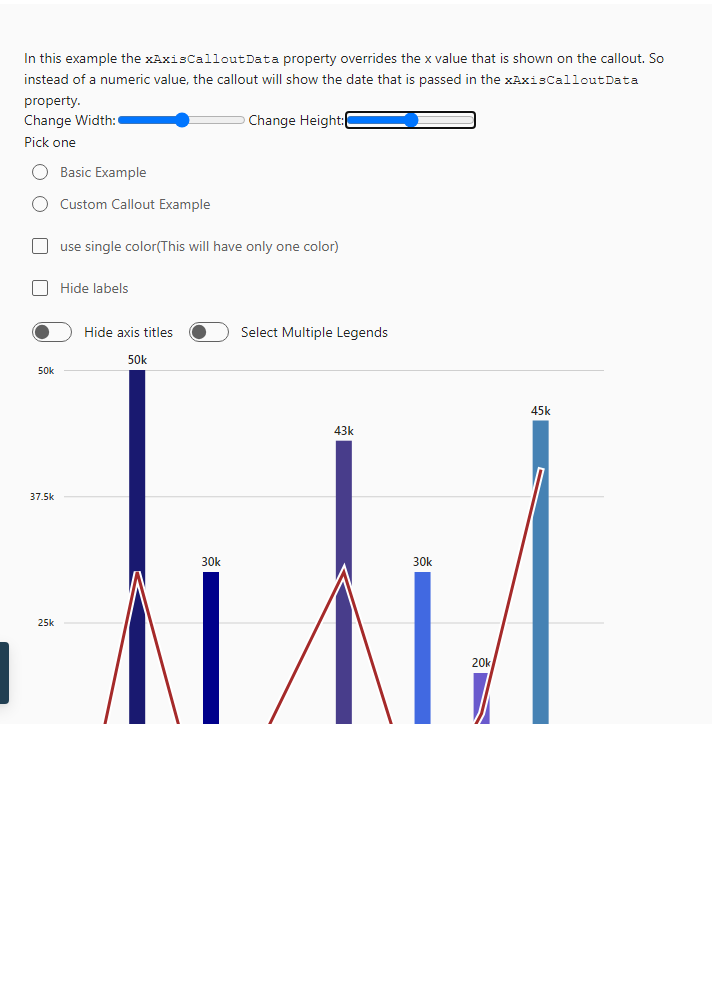 In this example the xAxisCalloutData property overrides the x value that is shown on the callout. So
instead of a numeric value, the callout will show the date that is passed in the xAxisCalloutData
property.
Change Width: Change Height:
Pick one
Basic Example
Custom Callout Example
use single color(This will have only one color)
Hide labels
Hide axis titles Select Multiple Legends
50k
50k
45k
43k
37.5k
30k 30k
25k
20k